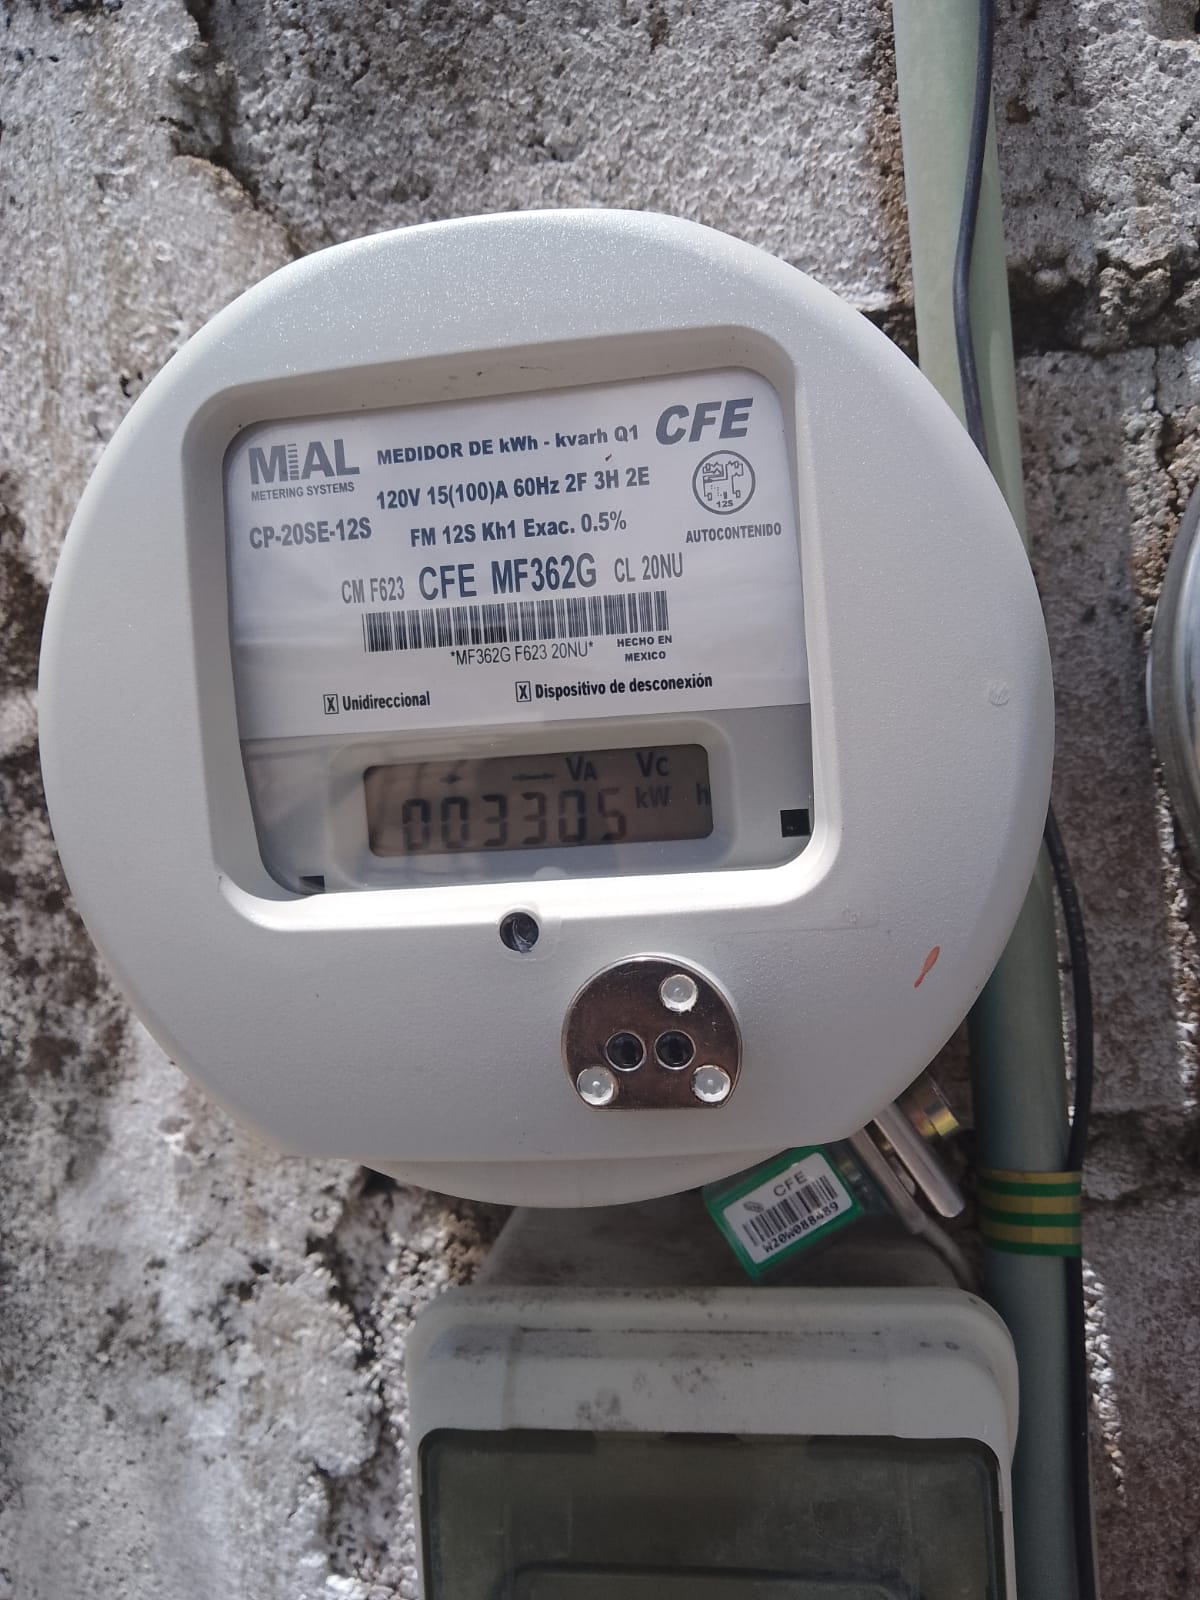 MIAL
METERING SYSTEMS
MEDIDOR DE kWh - kvarh Q1
CFE
120V 15(100)A 60Hz 2F 3H 2E
12S
CP-20SE-12S
FM 12S Kh1 Exac. 0.5%
AUTOCONTENIDO
CM F623 CFE MF362G CL 20NU
*MF362G F623 20NU*
HECHO EN
MEXICO
X Unidireccional
X Dispositivo de desconexión
VA VC
003305 kW h
CFE
W20W088489